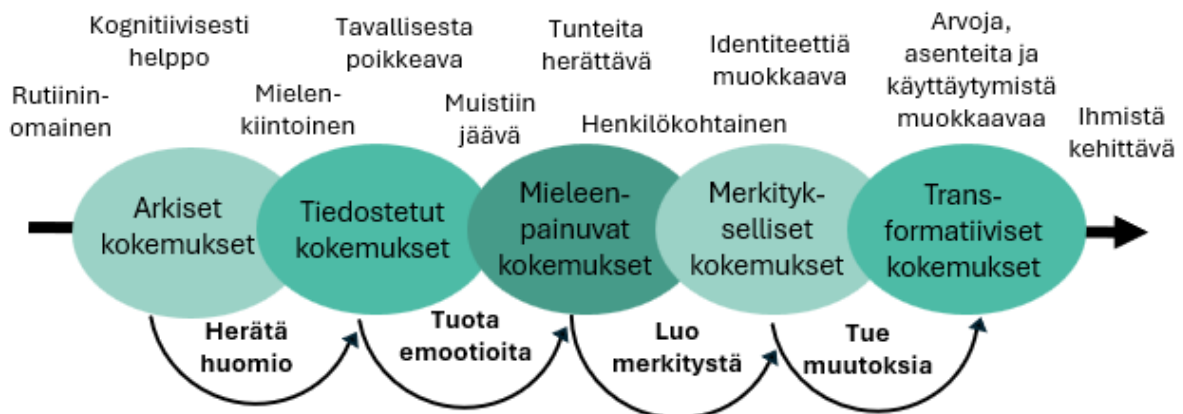 Rutiinin-
omainen
Kognitiivisesti
helppo
Mielen-
kiintoinen
Tavallisesta
poikkeava
Muistiin
jäävä
Tunteita
herättävä
Henkilökohtainen
Identiteettiä
muokkaava
Arvoja,
asenteita ja
käyttäytymistä
muokkaavaa
Ihmistä
kehittävä
Arkiset
kokemukset
Tiedostetut
kokemukset
Mieleen-
painuvat
kokemukset
Merkityk-
selliset
kokemukset
Trans-
formatiiviset
kokemukset
Herätä
huomio
Tuota
emootioita
Luo
merkitystä
Tue
muutoksia